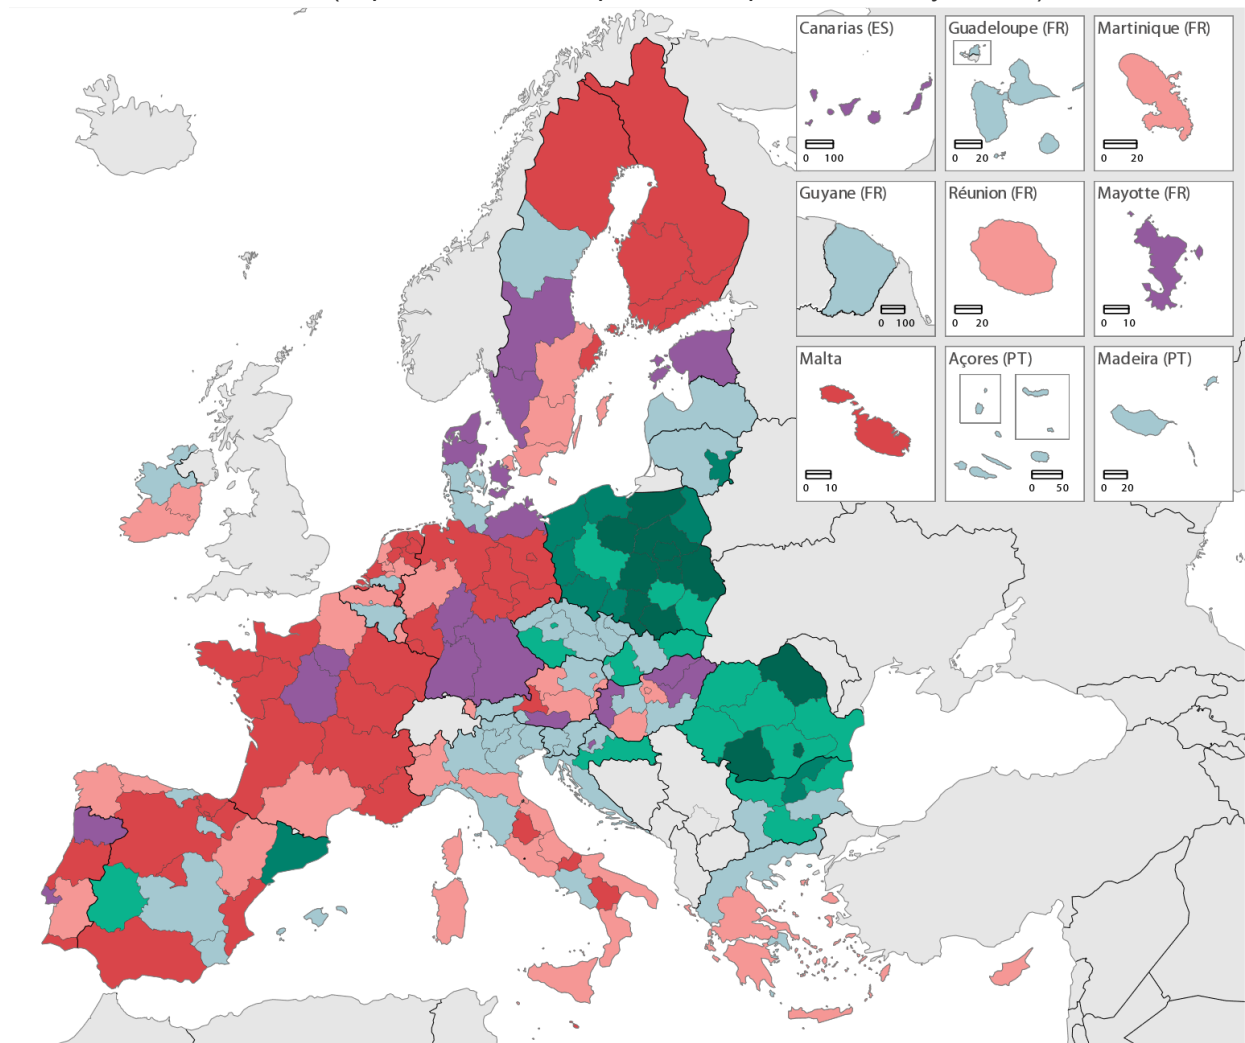 Canarias (ES)
0 100
Guadeloupe (FR)
0 20
Martinique (FR)
0 20
Guyane (FR)
0 100
Réunion (FR)
0 20
Mayotte (FR)
0 10
Malta
0 10
Açores (PT)
0 50
Madeira (PT)
0 20